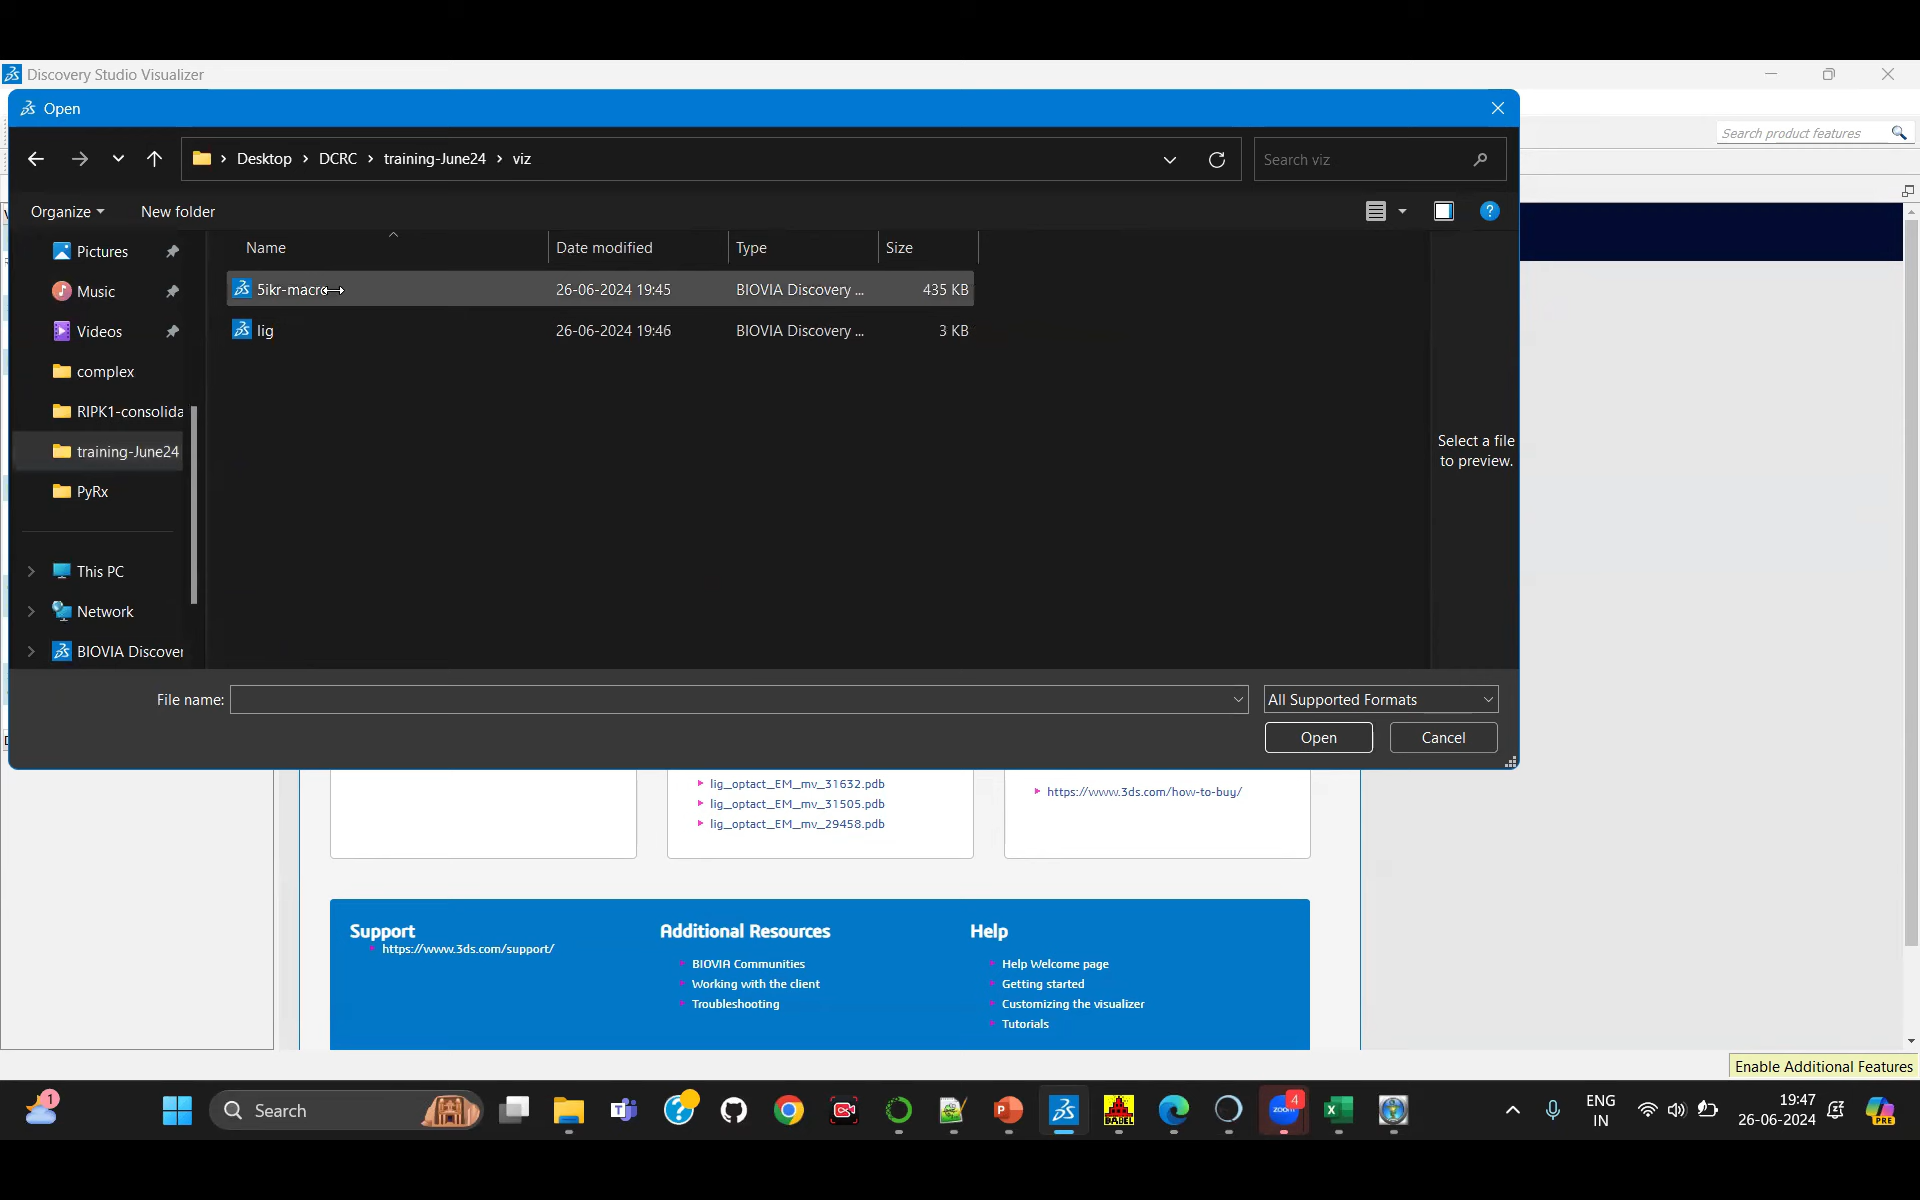 Discovery Studio Visualizer
Open
Search product features
Desktop > DCRC > training-June24 > viz
Search viz
Organize
New folder
Name
Date modified
Type
Size
Pictures
Music
Videos
complex
RIPK1-consolida
training-June24
PyRx
This PC
Network
BIOVIA Discover
5ikr-macro
26-06-2024 19:45
BIOVIA Discovery ...
435 KB
lig
26-06-2024 19:46
BIOVIA Discovery ...
3 KB
Select a file
to preview.
File name:
All Supported Formats
Open
Cancel
lig_optact_EM_mv_31632.pdb
lig_optact_EM_mv_31505.pdb
lig_optact_EM_mv_29458.pdb
https://www.3ds.com/how-to-buy/
Support
https://www.3ds.com/support/
Additional Resources
BIOVIA Communities
Working with the client
Troubleshooting
Help
Help Welcome page
Getting started
Customizing the visualizer
Tutorials
Enable Additional Features
1
Search
BABEL
zoom
4
ENG
IN
19:47
26-06-2024
PRE